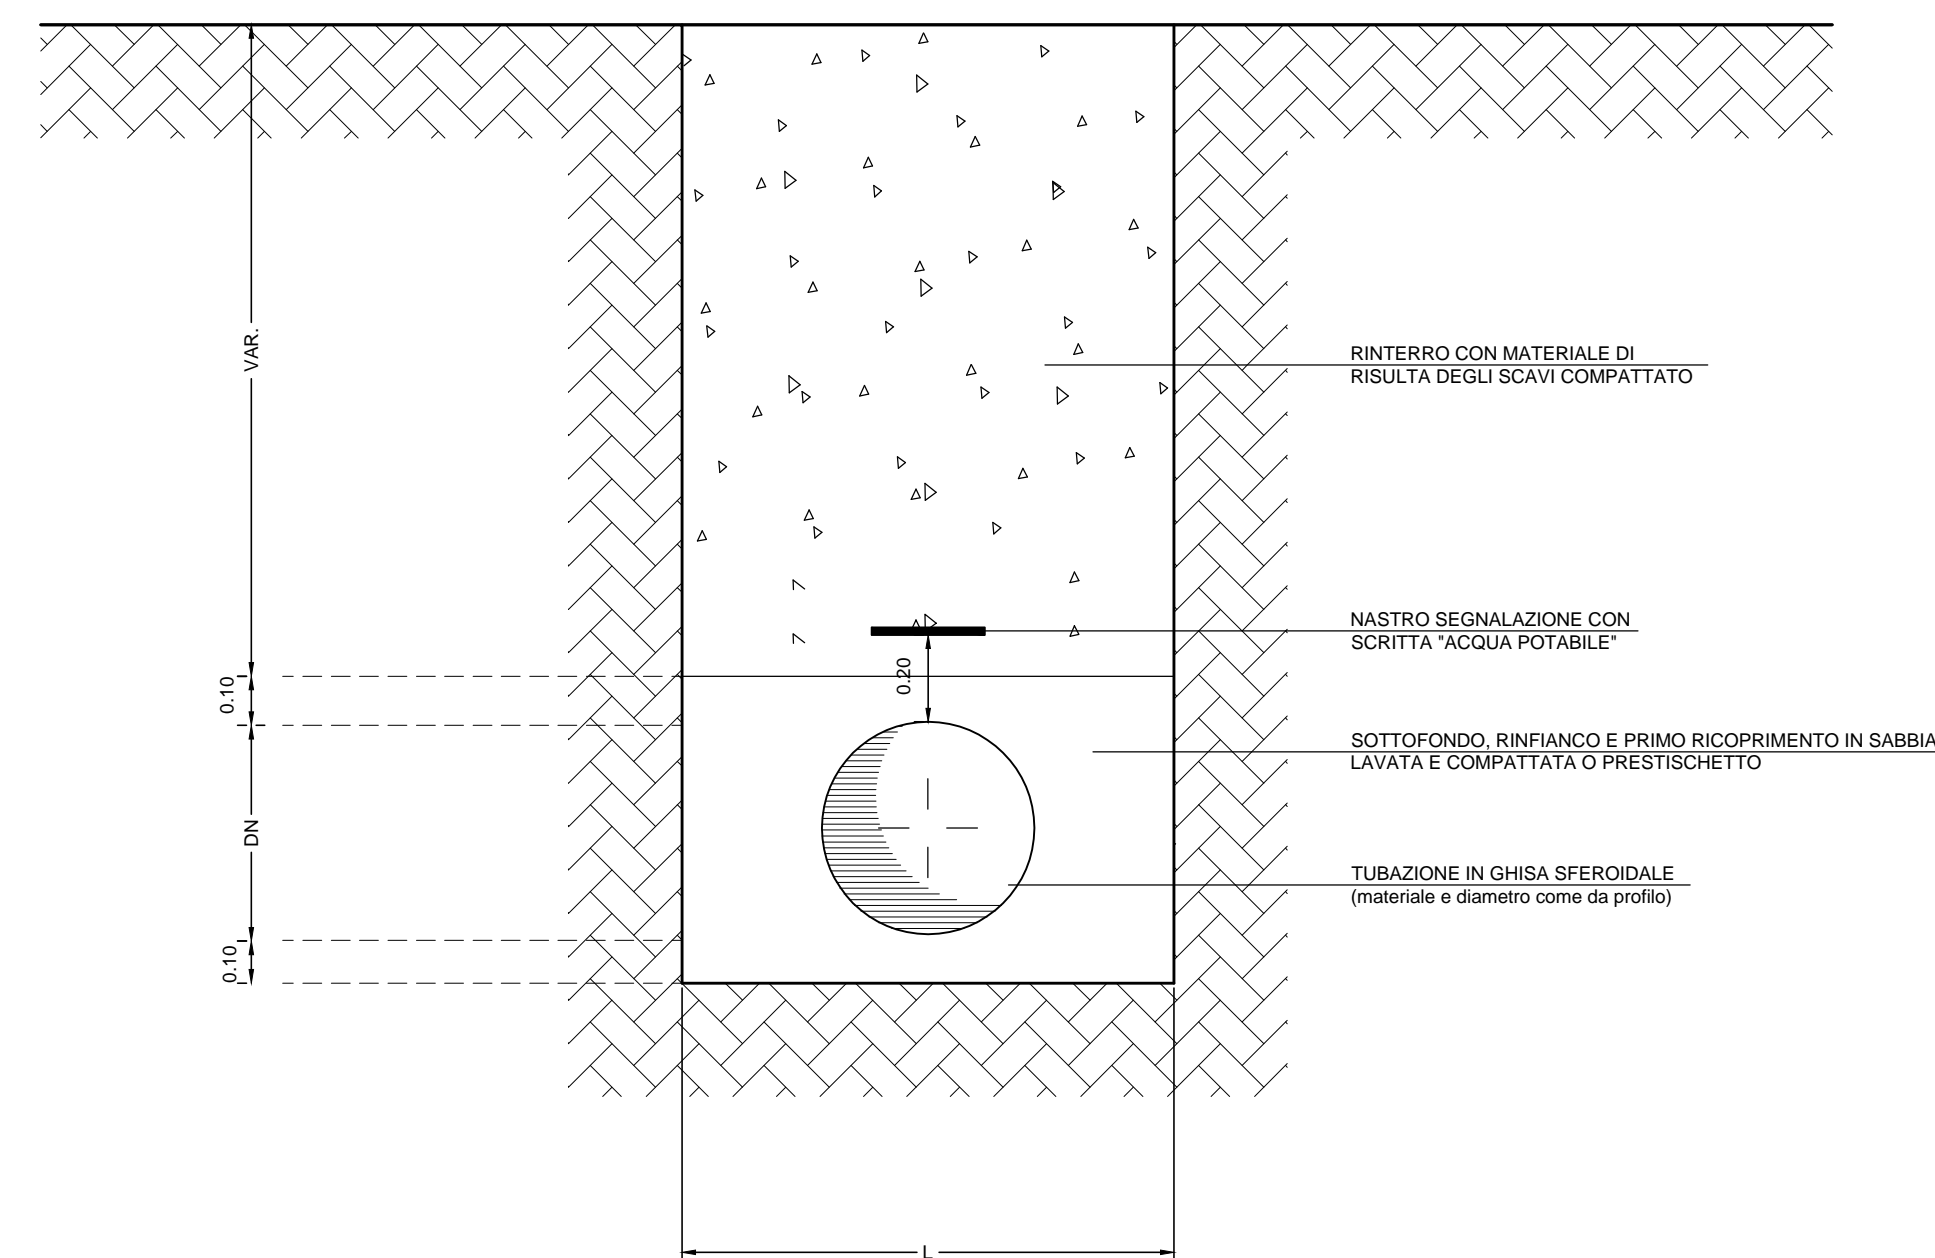 VAR.
RINTERRO CON MATERIALE DI
RISULTA DEGLI SCAVI COMPATTATO
NASTRO SEGNALAZIONE CON
SCRITTA "ACQUA POTABILE"
0.20
0.10
SOTTOFONDO, RINFIANCO E PRIMO RICOPRIMENTO IN SABBIA
LAVATA E COMPATTATA O PRESTISCHETTO
DN
TUBAZIONE IN GHISA SFEROIDALE
(materiale e diametro come da profilo)
0.10
L